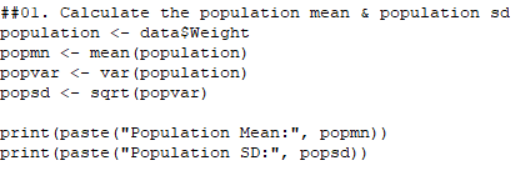 ##01. Calculate the population mean & population sd
population <- data$Weight
popmn <- mean(population)
popvar <- var(population)
popsd <- sqrt(popvar)
print(paste("Population Mean:", popmn))
print(paste("Population SD:", popsd))